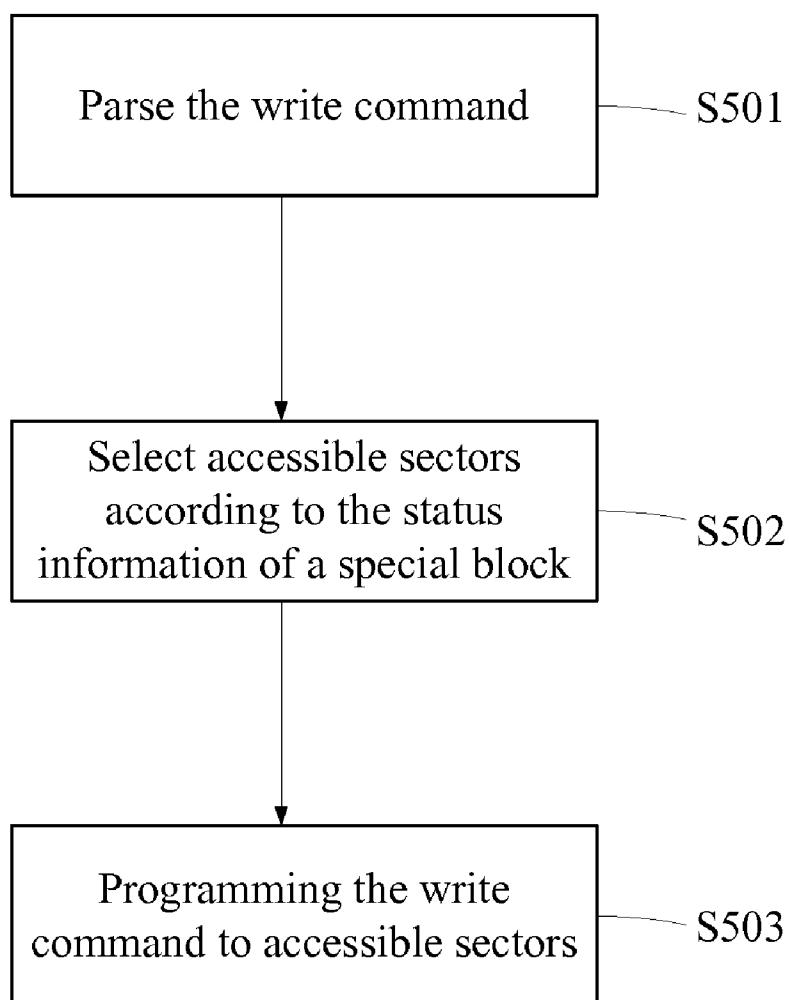 Parse the write command
S501
Select accessible sectors
according to the status
information of a special block
S502
Programming the write
command to accessible sectors
S503